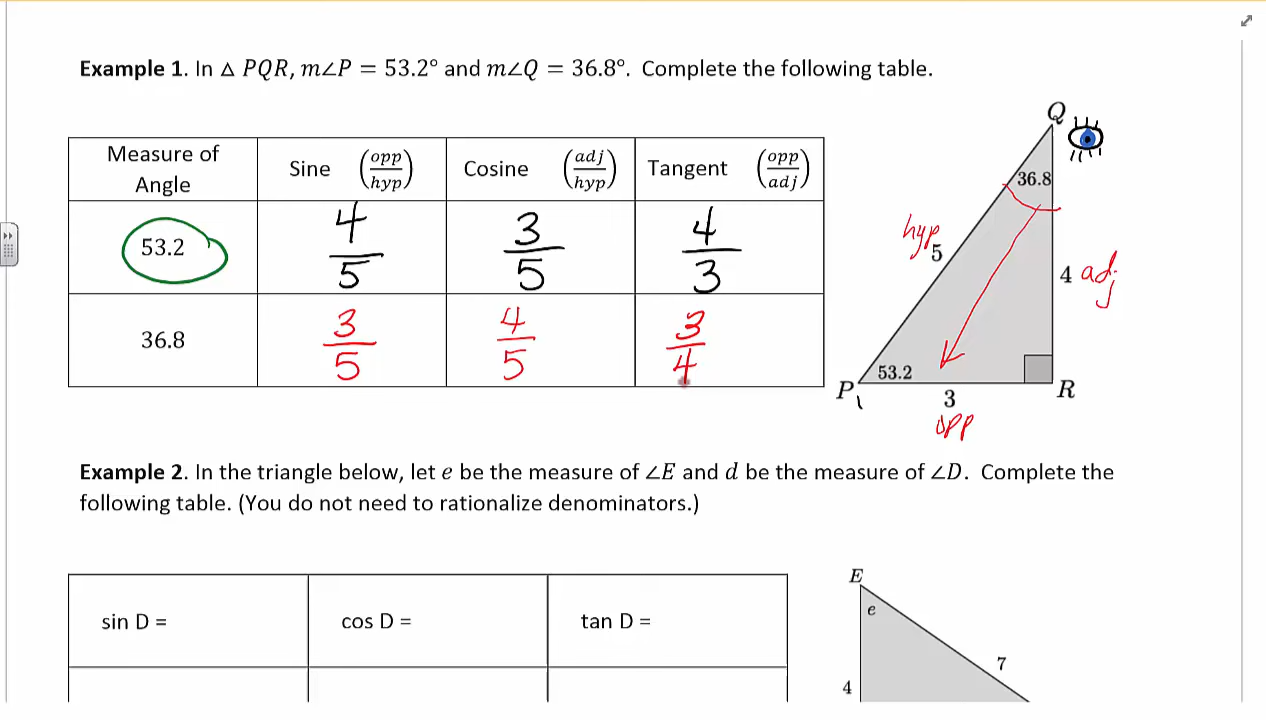 Example 1. In △ PQR, m∠P = 53.2° and m∠Q = 36.8°. Complete the following table.
Measure of Angle
Sine (opp/hyp)
Cosine (adj/hyp)
Tangent (opp/adj)
53.2
4/5
3/5
4/3
36.8
3/5
4/5
3/4
Q
36.8
hyp
5
4 adj
53.2
P
R
3
opp
Example 2. In the triangle below, let e be the measure of ∠E and d be the measure of ∠D. Complete the
following table. (You do not need to rationalize denominators.)
sin D =
cos D =
tan D =
E
e
7
4